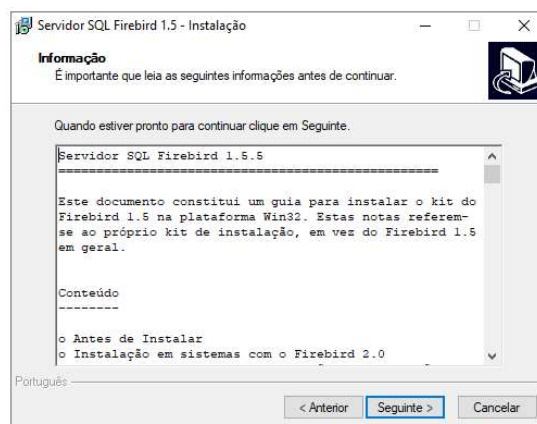 Servidor SQL Firebird 1.5 - Instalação
Informação
É importante que leia as seguintes informações antes de continuar.
Quando estiver pronto para continuar clique em Seguinte.
Servidor SQL Firebird 1.5.5
===================================================
Este documento constitui um guia para instalar o kit do
Firebird 1.5 na plataforma Win32. Estas notas referem-
se ao próprio kit de instalação, em vez do Firebird 1.5
em geral.
Conteúdo
--------
o Antes de Instalar
o Instalação em sistemas com o Firebird 2.0
Português
< Anterior
Seguinte >
Cancelar